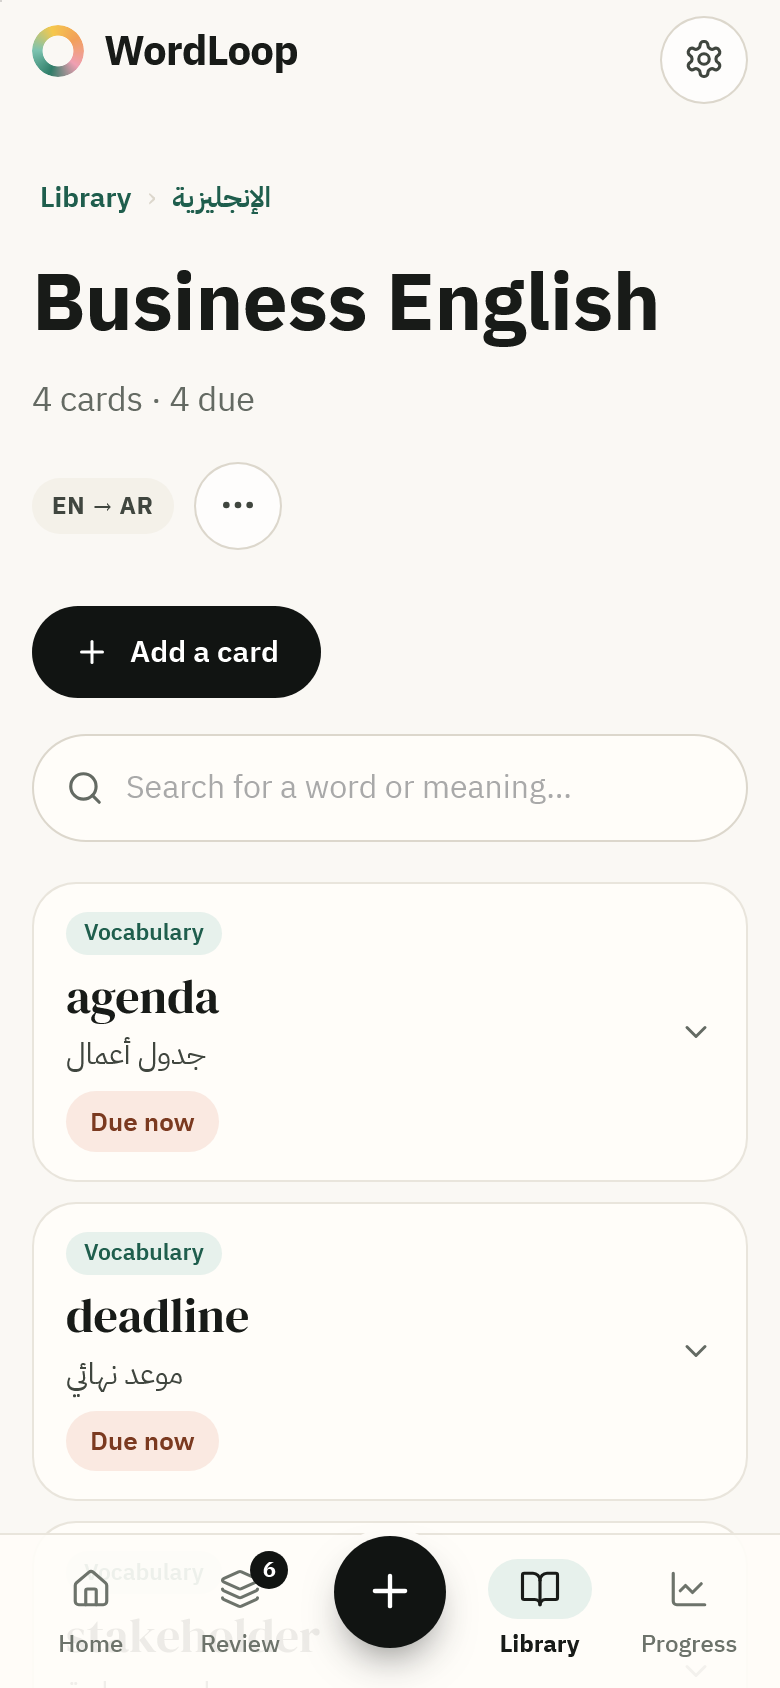 WordLoop
Library › الإنجليزية
Business English
4 cards · 4 due
EN → AR
Add a card
Search for a word or meaning...
Vocabulary
agenda
جدول أعمال
Due now
Vocabulary
deadline
موعد نهائي
Due now
Vocabulary
stakeholder
6
Home
Review
Library
Progress